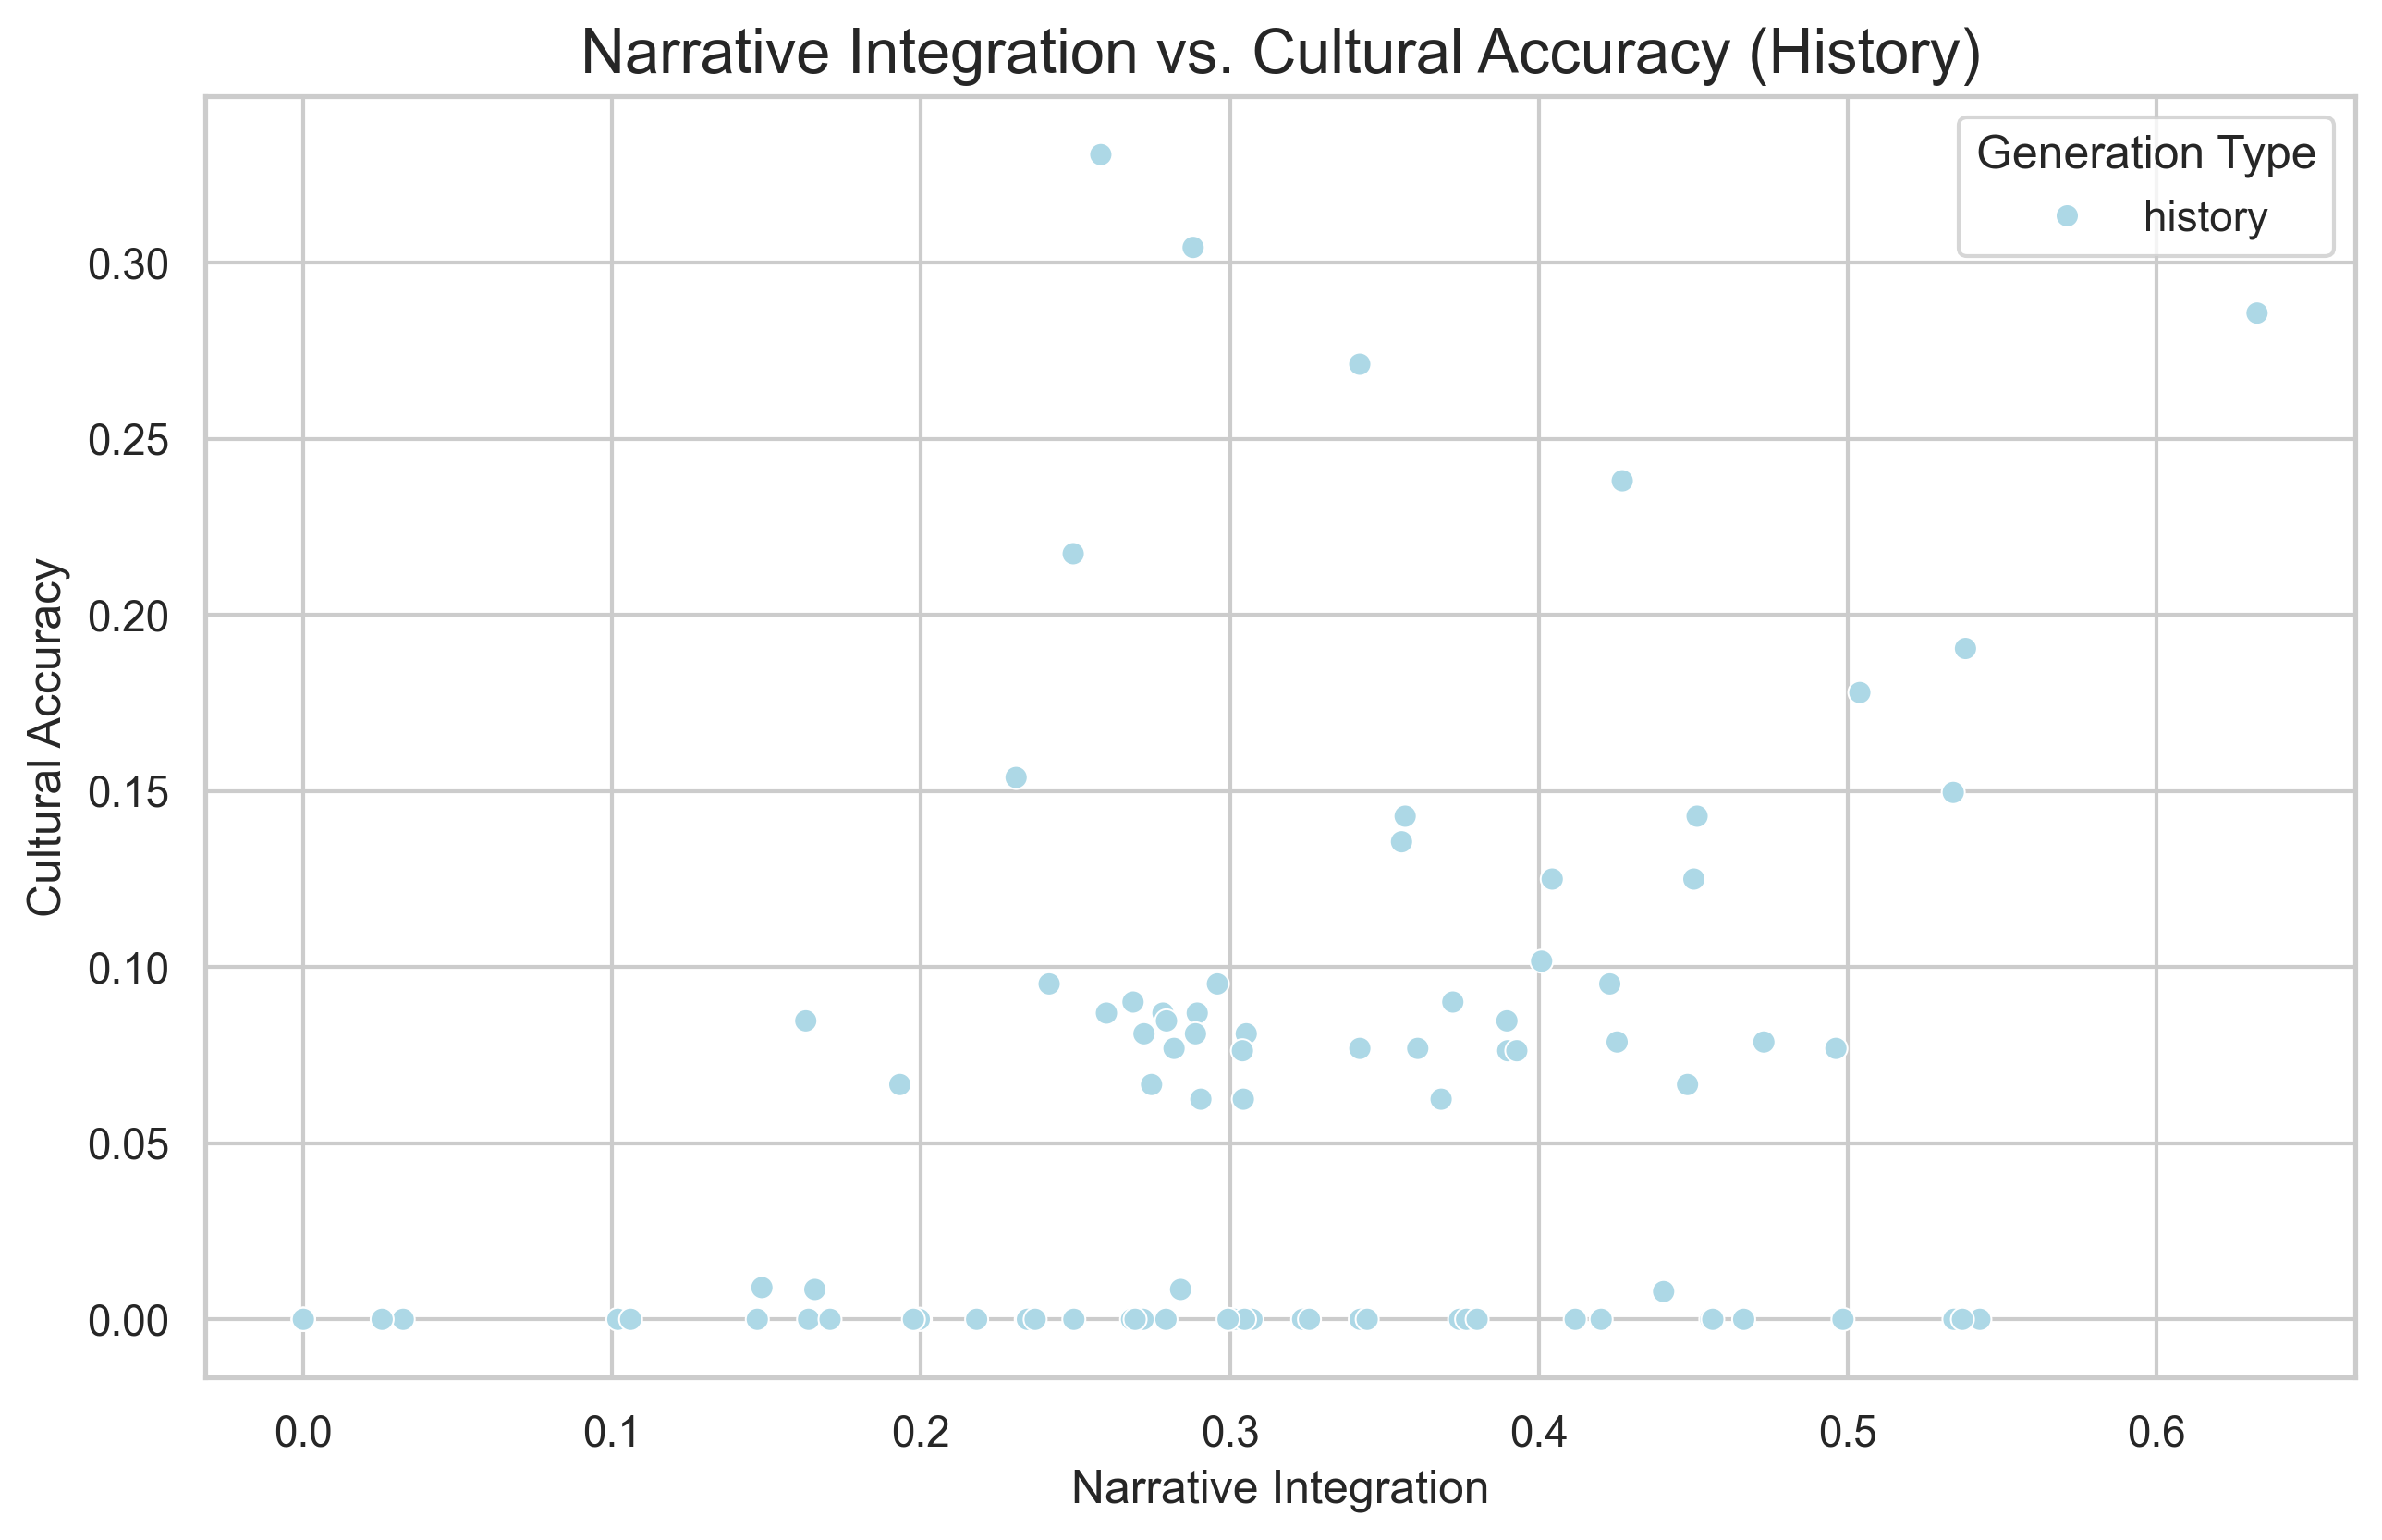 Narrative Integration vs. Cultural Accuracy (History)
Generation Type
history
Cultural Accuracy
0.30
0.25
0.20
0.15
0.10
0.05
0.00
0.0 0.1 0.2 0.3 0.4 0.5 0.6
Narrative Integration